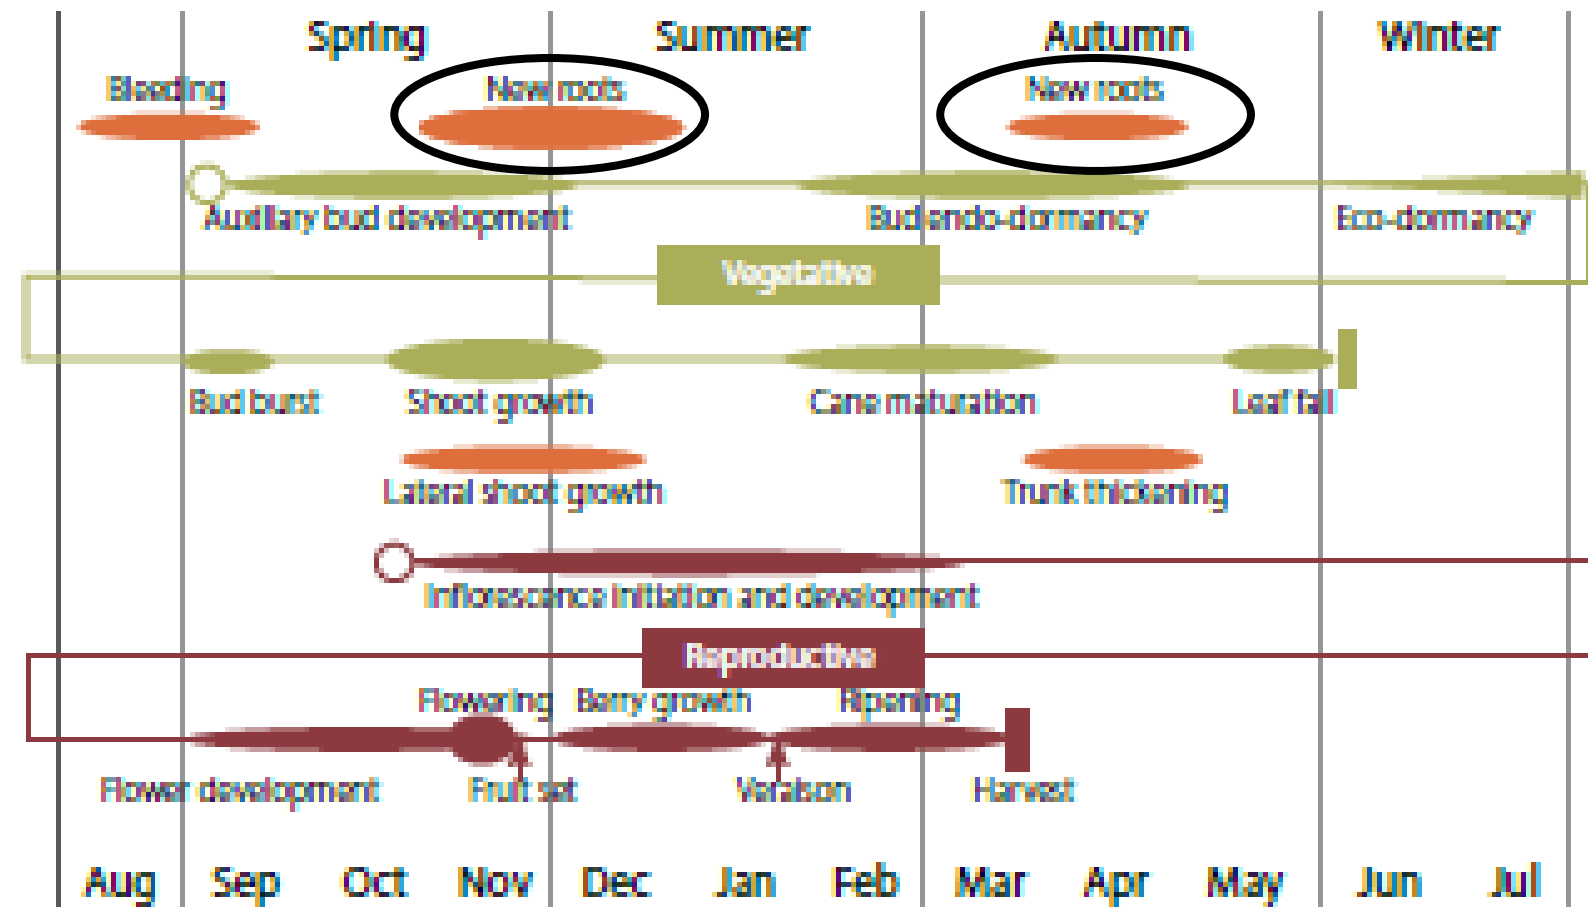 Spring Summer Autumn Winter
Bleeding New roots New roots
Auxillary bud development Bud endo-dormancy Eco-dormancy
Vegetative
Bud burst Shoot growth Cane maturation Leaf fall
Lateral shoot growth Trunk thickening
Inflorescence initiation and development
Reproductive
Flowering Berry growth Ripening
Flower development Fruit set Veraison Harvest
Aug Sep Oct Nov Dec Jan Feb Mar Apr May Jun Jul